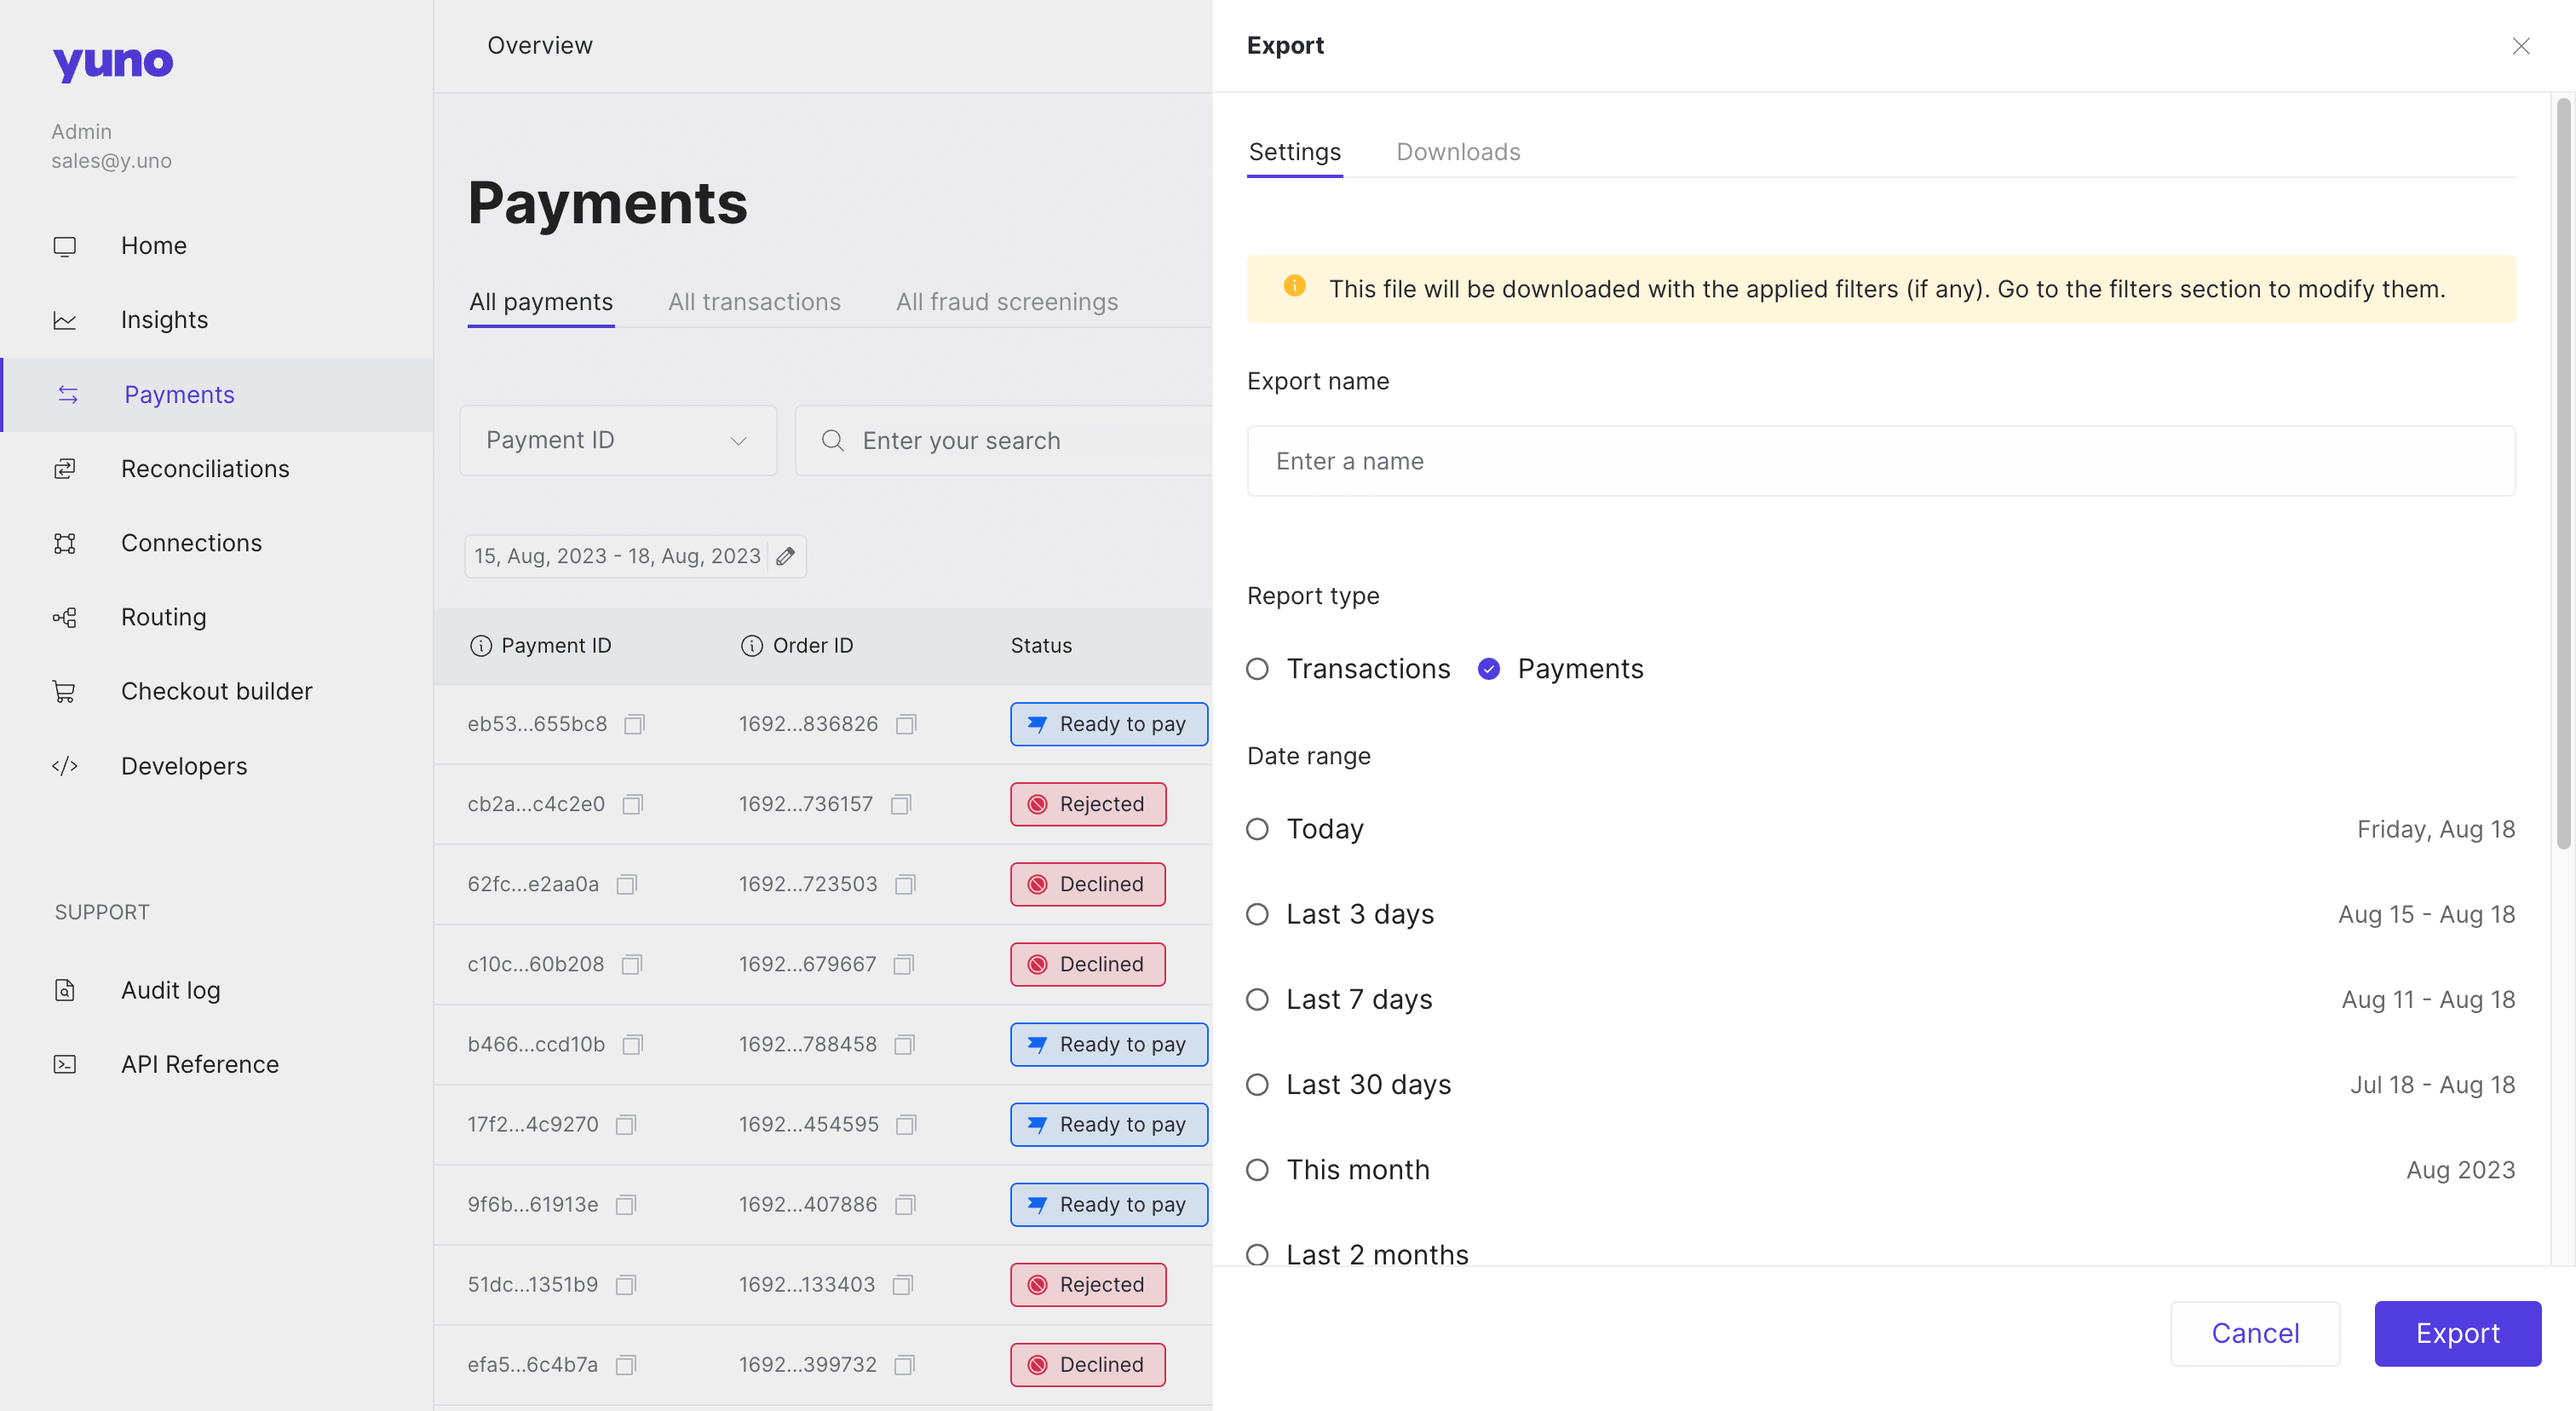 yuno
Admin
sales@y.uno
Home
Insights
Payments
Reconciliations
Connections
Routing
Checkout builder
Developers
SUPPORT
Audit log
API Reference
Overview
Payments
All payments All transactions All fraud screenings
Payment ID Enter your search
15, Aug, 2023 - 18, Aug, 2023
Payment ID Order ID Status
eb53...655bc8 1692...836826 Ready to pay
cb2a...c4c2e0 1692...736157 Rejected
62fc...e2aa0a 1692...723503 Declined
c10c...60b208 1692...679667 Declined
b466...ccd10b 1692...788458 Ready to pay
17f2...4c9270 1692...454595 Ready to pay
9f6b...61913e 1692...407886 Ready to pay
51dc...1351b9 1692...133403 Rejected
efa5...6c4b7a 1692...399732 Declined
Export
Settings Downloads
This file will be downloaded with the applied filters (if any). Go to the filters section to modify them.
Export name
Enter a name
Report type
Transactions Payments
Date range
Today Friday, Aug 18
Last 3 days Aug 15 - Aug 18
Last 7 days Aug 11 - Aug 18
Last 30 days Jul 18 - Aug 18
This month Aug 2023
Last 2 months
Cancel Export